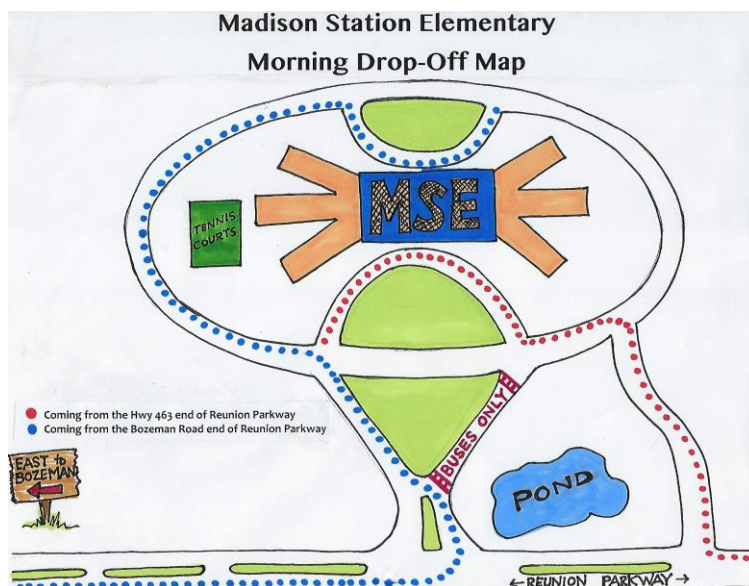 Madison Station Elementary
Morning Drop-Off Map
MSE
TENNIS
COURTS
Coming from the Hwy 463 end of Reunion Parkway
Coming from the Bozeman Road end of Reunion Parkway
BUSES ONLY
EAST to
BOZEMAN
POND
←REUNION PARKWAY→